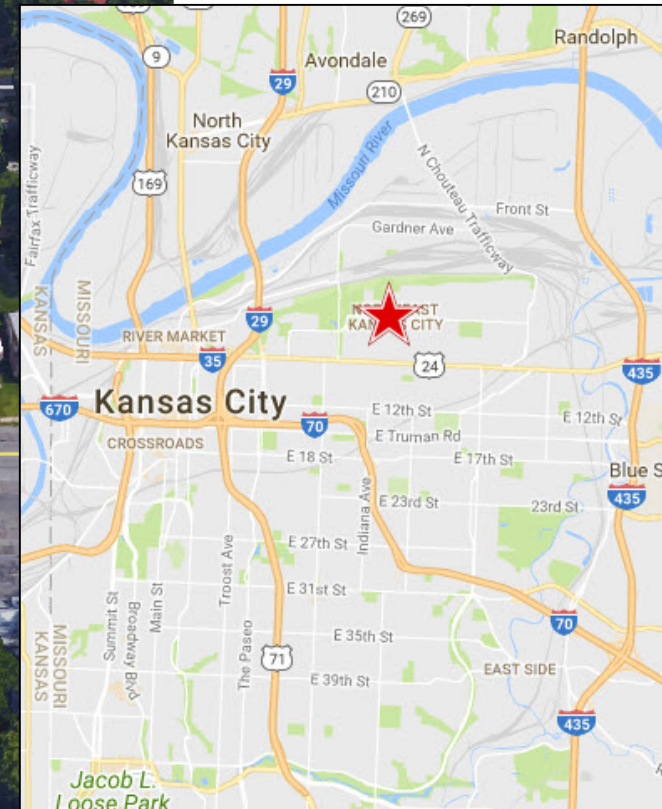 269
Randolph
9
Avondale
29
210
North
Kansas City
Missouri River
N Chouteau Trafficway
169
Fairfax Trafficway
Front St
Gardner Ave
KANSAS
MISSOURI
29
KANSAS CITY
RIVER MARKET
35
24
435
670
Kansas City
E 12th St
E 12th St
70
E Truman Rd
CROSSROADS
E 18 St
E 17th St
Blue S
435
Indiana Ave
E 23rd St
23rd St
E 27th St
Troost Ave
E 31st St
Summit St
Broadway Blvd
Main St
70
The Paseo
E 35th St
71
EAST SIDE
E 39th St
MISSOURI
KANSAS
435
Jacob L.
Loose Park